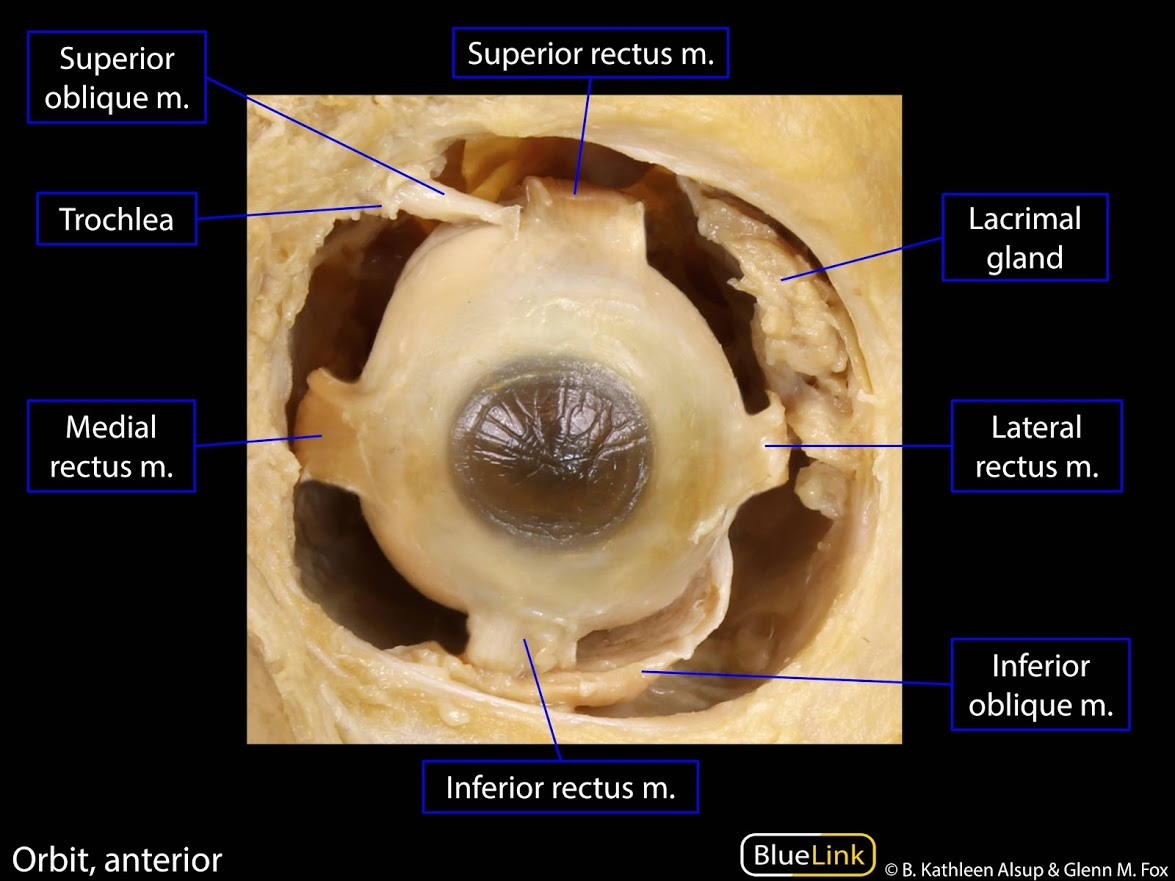 Superior
oblique m.
Superior rectus m.
Trochlea
Lacrimal
gland
Medial
rectus m.
Lateral
rectus m.
Inferior
oblique m.
Inferior rectus m.
Orbit, anterior
BlueLink
© B. Kathleen Alsup & Glenn M. Fox